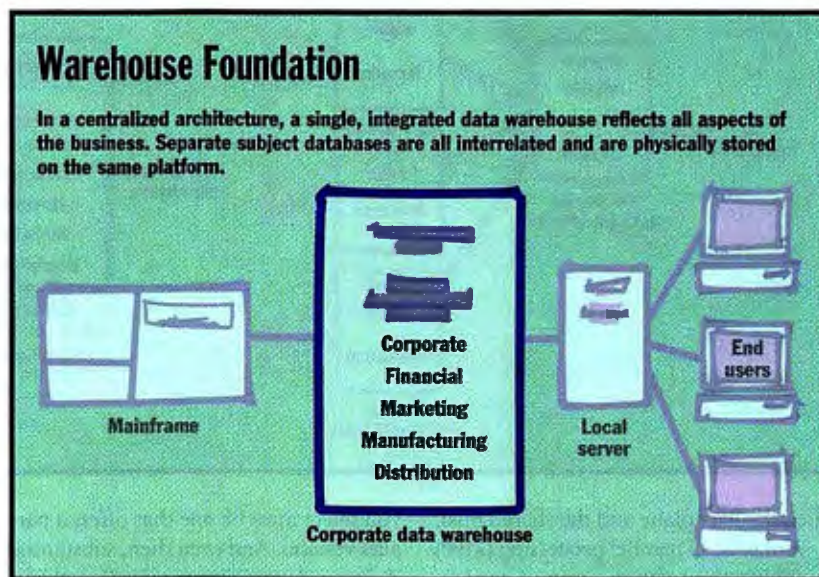 Warehouse Foundation
In a centralized architecture, a single, integrated data warehouse reflects all aspects of
the business. Separate subject databases are all interrelated and are physically stored
on the same platform.
Mainframe
Corporate
Financial
Marketing
Manufacturing
Distribution
Corporate data warehouse
Local
server
End
users